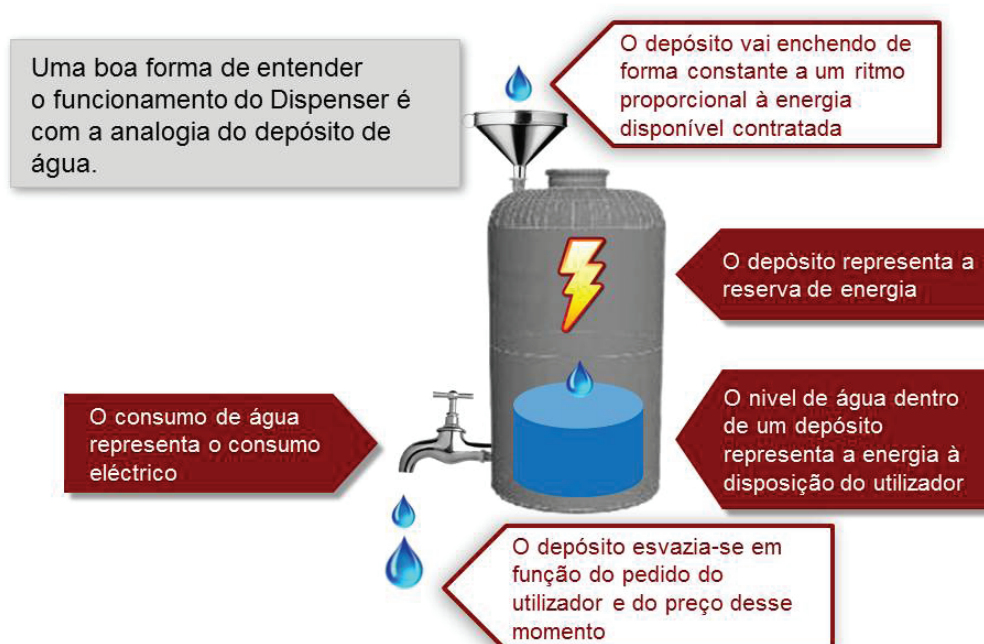 Uma boa forma de entender
o funcionamento do Dispenser é
com a analogia do depósito de
água.
O depósito vai enchendo de
forma constante a um ritmo
proporcional à energia
disponível contratada
O depòsito representa a
reserva de energia
O consumo de água
representa o consumo
eléctrico
O nivel de água dentro
de um depósito
representa a energia à
disposição do utilizador
O depósito esvazia-se em
função do pedido do
utilizador e do preço desse
momento